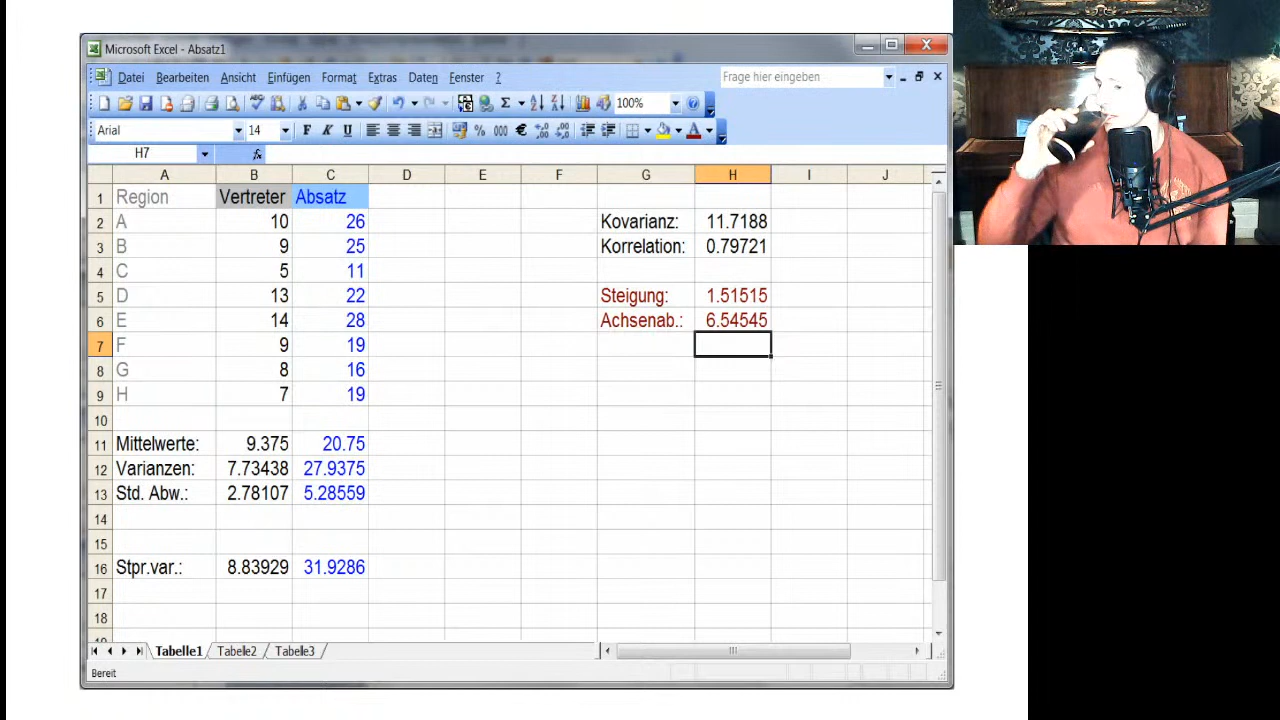 Microsoft Excel - Absatz1
Datei Bearbeiten Ansicht Einfügen Format Extras Daten Fenster ? Frage hier eingeben
100%
Arial 14 F K U % 000 €
H7 fx
A B C D E F G H I J
1 Region Vertreter Absatz
2 A 10 26 Kovarianz: 11.7188
3 B 9 25 Korrelation: 0.79721
4 C 5 11
5 D 13 22 Steigung: 1.51515
6 E 14 28 Achsenab.: 6.54545
7 F 9 19
8 G 8 16
9 H 7 19
10
11 Mittelwerte: 9.375 20.75
12 Varianzen: 7.73438 27.9375
13 Std. Abw.: 2.78107 5.28559
14
15
16 Stpr.var.: 8.83929 31.9286
17
18
Tabelle1 Tabelle2 Tabelle3
Bereit